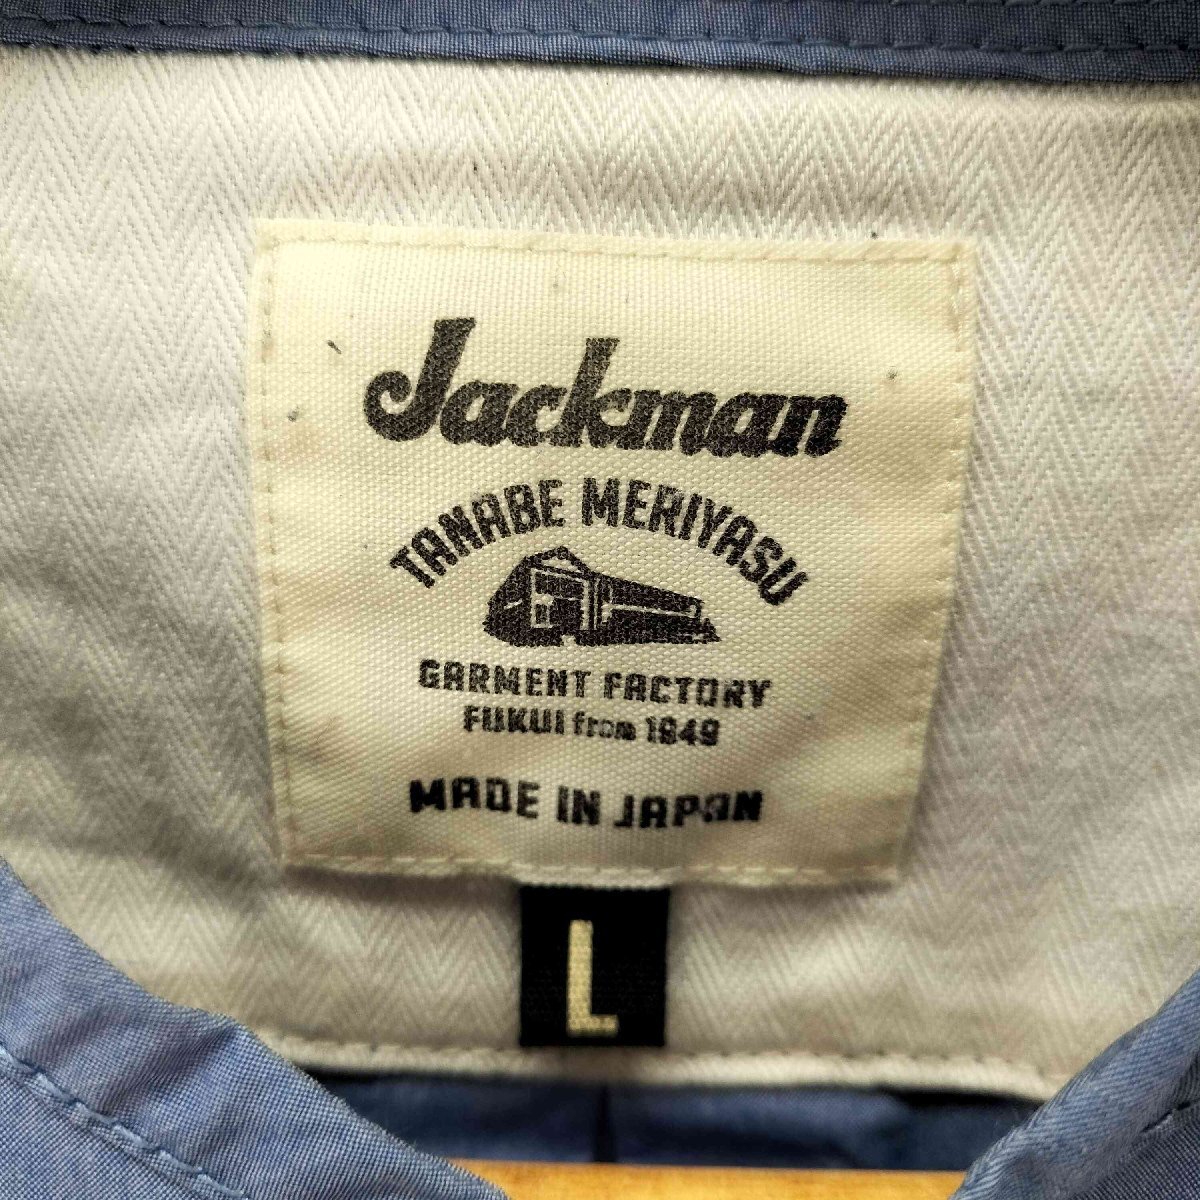 Jackman
TANABE MERIYASU
GARMENT FACTORY
FUKUI from 1949
MADE IN JAPAN
L